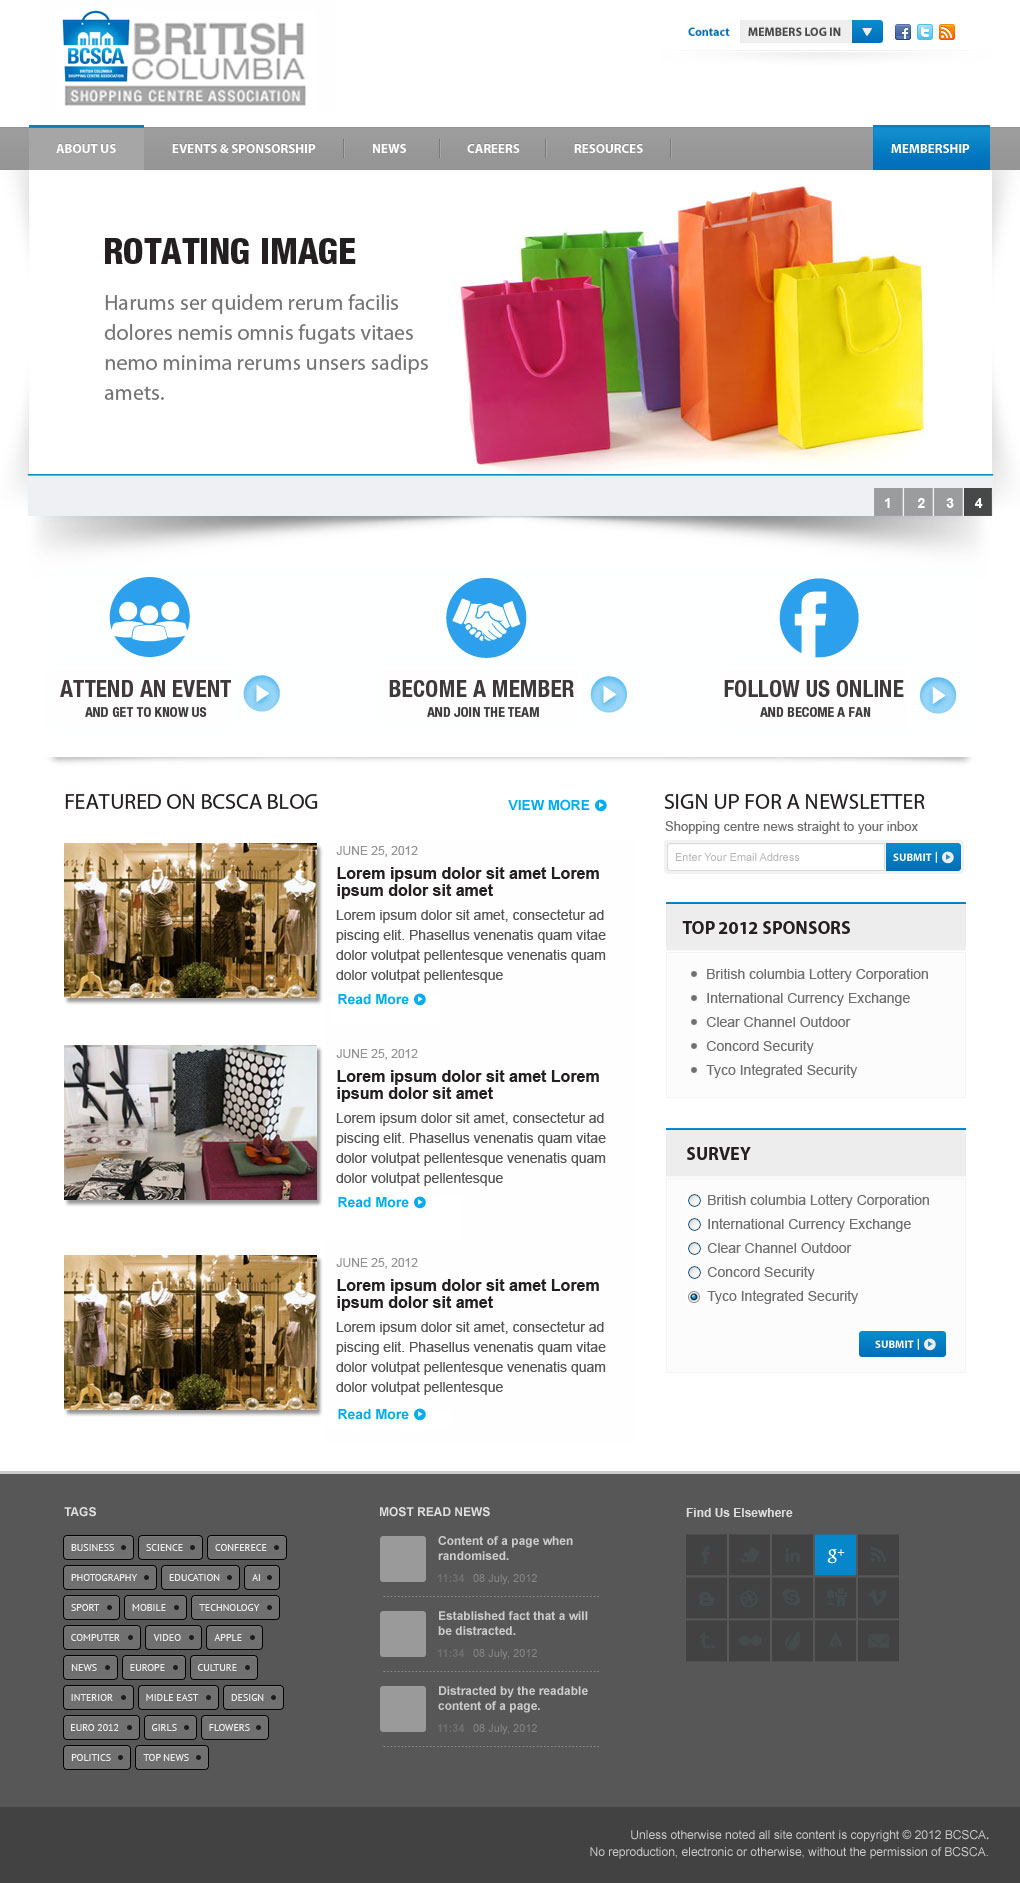 BCSCA
BRITISH COLUMBIA
SHOPPING CENTRE ASSOCIATION
BRITISH
COLUMBIA
SHOPPING CENTRE ASSOCIATION
Contact
MEMBERS LOG IN
ABOUT US
EVENTS & SPONSORSHIP
NEWS
CAREERS
RESOURCES
MEMBERSHIP
ROTATING IMAGE
Harums ser quidem rerum facilis
dolores nemis omnis fugats vitaes
nemo minima rerums unsers sadips
amets.
1 2 3 4
ATTEND AN EVENT
AND GET TO KNOW US
BECOME A MEMBER
AND JOIN THE TEAM
FOLLOW US ONLINE
AND BECOME A FAN
FEATURED ON BCSCA BLOG
VIEW MORE
JUNE 25, 2012
Lorem ipsum dolor sit amet Lorem
ipsum dolor sit amet
Lorem ipsum dolor sit amet, consectetur ad
piscing elit. Phasellus venenatis quam vitae
dolor volutpat pellentesque venenatis quam
dolor volutpat pellentesque
Read More
JUNE 25, 2012
Lorem ipsum dolor sit amet Lorem
ipsum dolor sit amet
Lorem ipsum dolor sit amet, consectetur ad
piscing elit. Phasellus venenatis quam vitae
dolor volutpat pellentesque venenatis quam
dolor volutpat pellentesque
Read More
JUNE 25, 2012
Lorem ipsum dolor sit amet Lorem
ipsum dolor sit amet
Lorem ipsum dolor sit amet, consectetur ad
piscing elit. Phasellus venenatis quam vitae
dolor volutpat pellentesque venenatis quam
dolor volutpat pellentesque
Read More
SIGN UP FOR A NEWSLETTER
Shopping centre news straight to your inbox
Enter Your Email Address
SUBMIT |
TOP 2012 SPONSORS
• British columbia Lottery Corporation
• International Currency Exchange
• Clear Channel Outdoor
• Concord Security
• Tyco Integrated Security
SURVEY
British columbia Lottery Corporation
International Currency Exchange
Clear Channel Outdoor
Concord Security
Tyco Integrated Security
SUBMIT |
TAGS
BUSINESS SCIENCE CONFERECE
PHOTOGRAPHY EDUCATION AI
SPORT MOBILE TECHNOLOGY
COMPUTER VIDEO APPLE
NEWS EUROPE CULTURE
INTERIOR MIDLE EAST DESIGN
EURO 2012 GIRLS FLOWERS
POLITICS TOP NEWS
MOST READ NEWS
Content of a page when
randomised.
11:34 08 July, 2012
Established fact that a will
be distracted.
11:34 08 July, 2012
Distracted by the readable
content of a page.
11:34 08 July, 2012
Find Us Elsewhere
Unless otherwise noted all site content is copyright © 2012 BCSCA.
No reproduction, electronic or otherwise, without the permission of BCSCA.